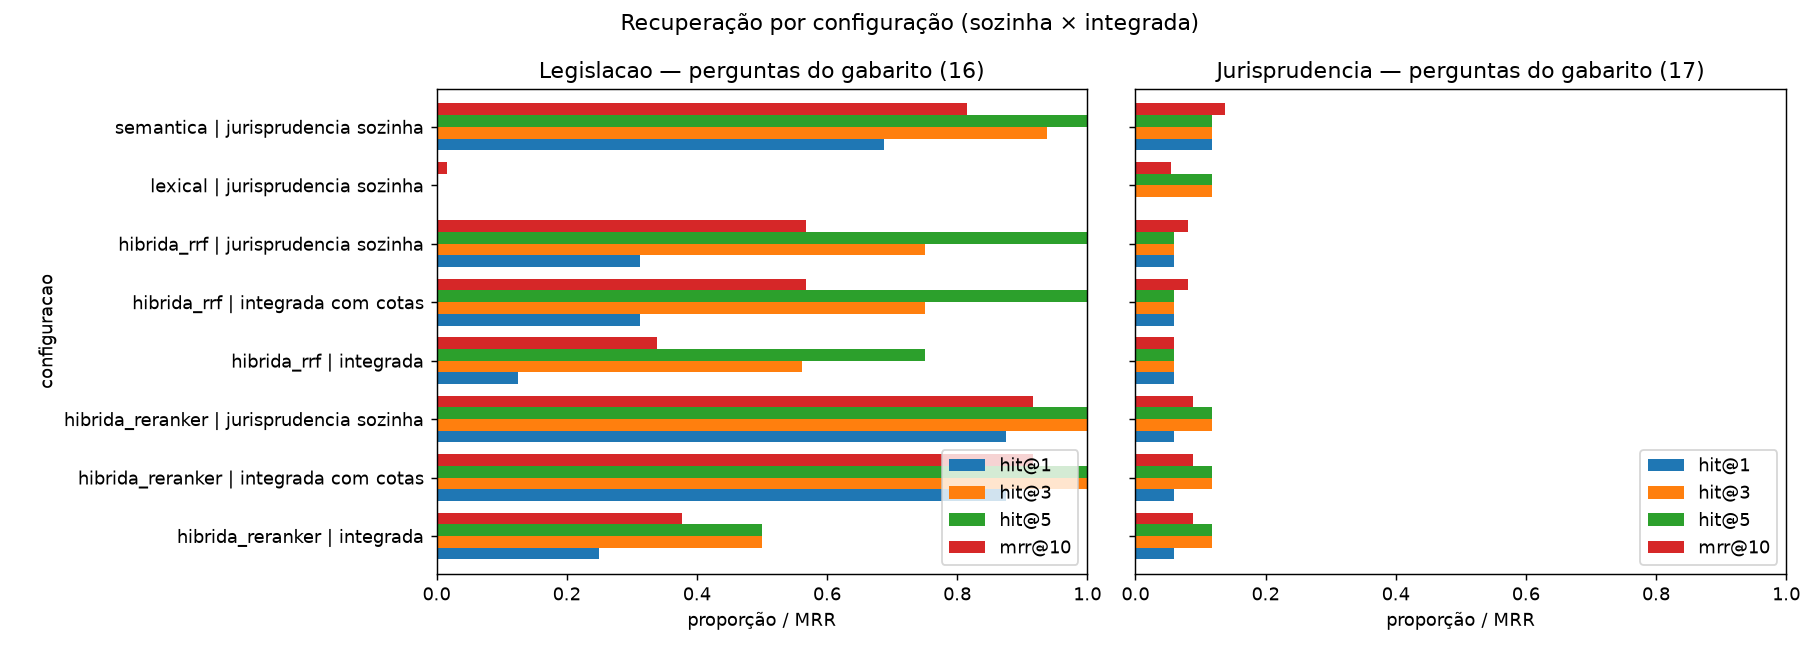 Recuperação por configuração (sozinha × integrada)
Legislacao — perguntas do gabarito (16)
Jurisprudencia — perguntas do gabarito (17)
configuracao
semantica | jurisprudencia sozinha
lexical | jurisprudencia sozinha
hibrida_rrf | jurisprudencia sozinha
hibrida_rrf | integrada com cotas
hibrida_rrf | integrada
hibrida_reranker | jurisprudencia sozinha
hibrida_reranker | integrada com cotas
hibrida_reranker | integrada
hit@1
hit@3
hit@5
mrr@10
hit@1
hit@3
hit@5
mrr@10
0.0 0.2 0.4 0.6 0.8 1.0
0.0 0.2 0.4 0.6 0.8 1.0
proporção / MRR
proporção / MRR